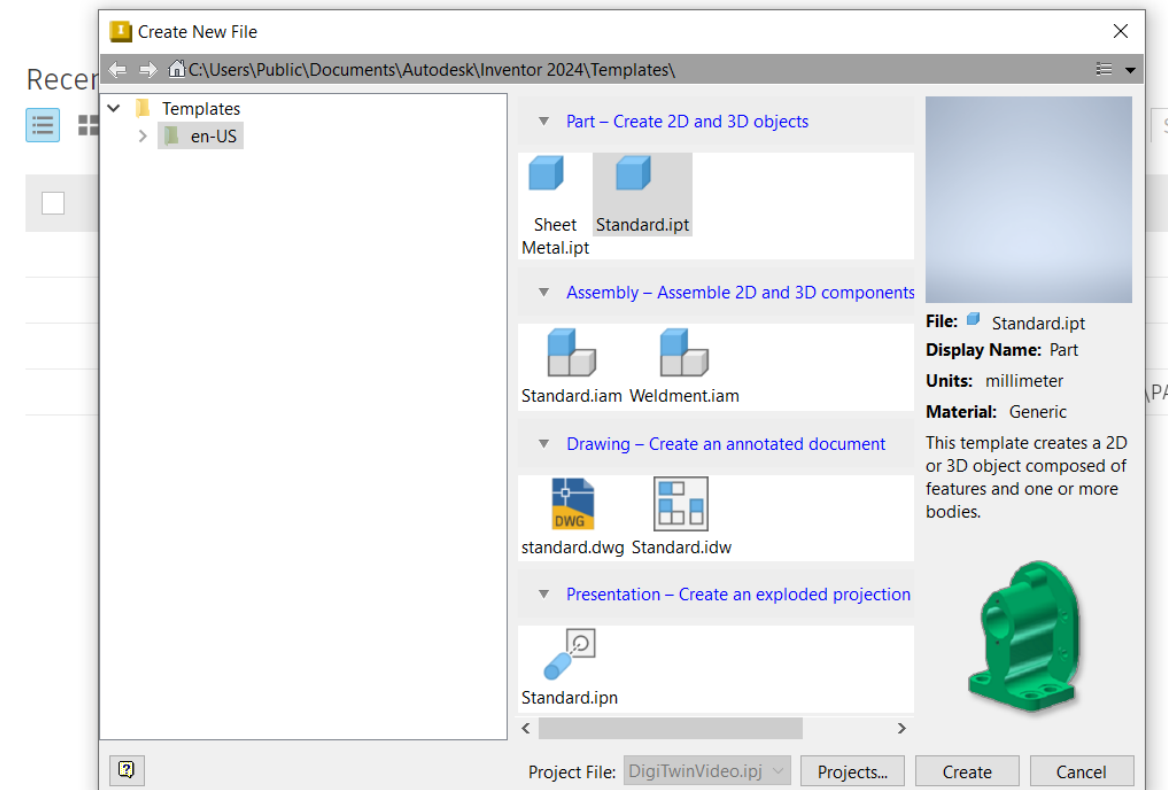 Create New File
Recer
C:\Users\Public\Documents\Autodesk\Inventor 2024\Templates\
Templates
en-US
Part – Create 2D and 3D objects
Sheet Metal.ipt
Standard.ipt
Assembly – Assemble 2D and 3D components
Standard.iam
Weldment.iam
Drawing – Create an annotated document
DWG
standard.dwg
Standard.idw
Presentation – Create an exploded projection
Standard.ipn
File: Standard.ipt
Display Name: Part
Units: millimeter
Material: Generic
This template creates a 2D
or 3D object composed of
features and one or more
bodies.
\PA
Project File: DigiTwinVideo.ipj
Projects...
Create
Cancel